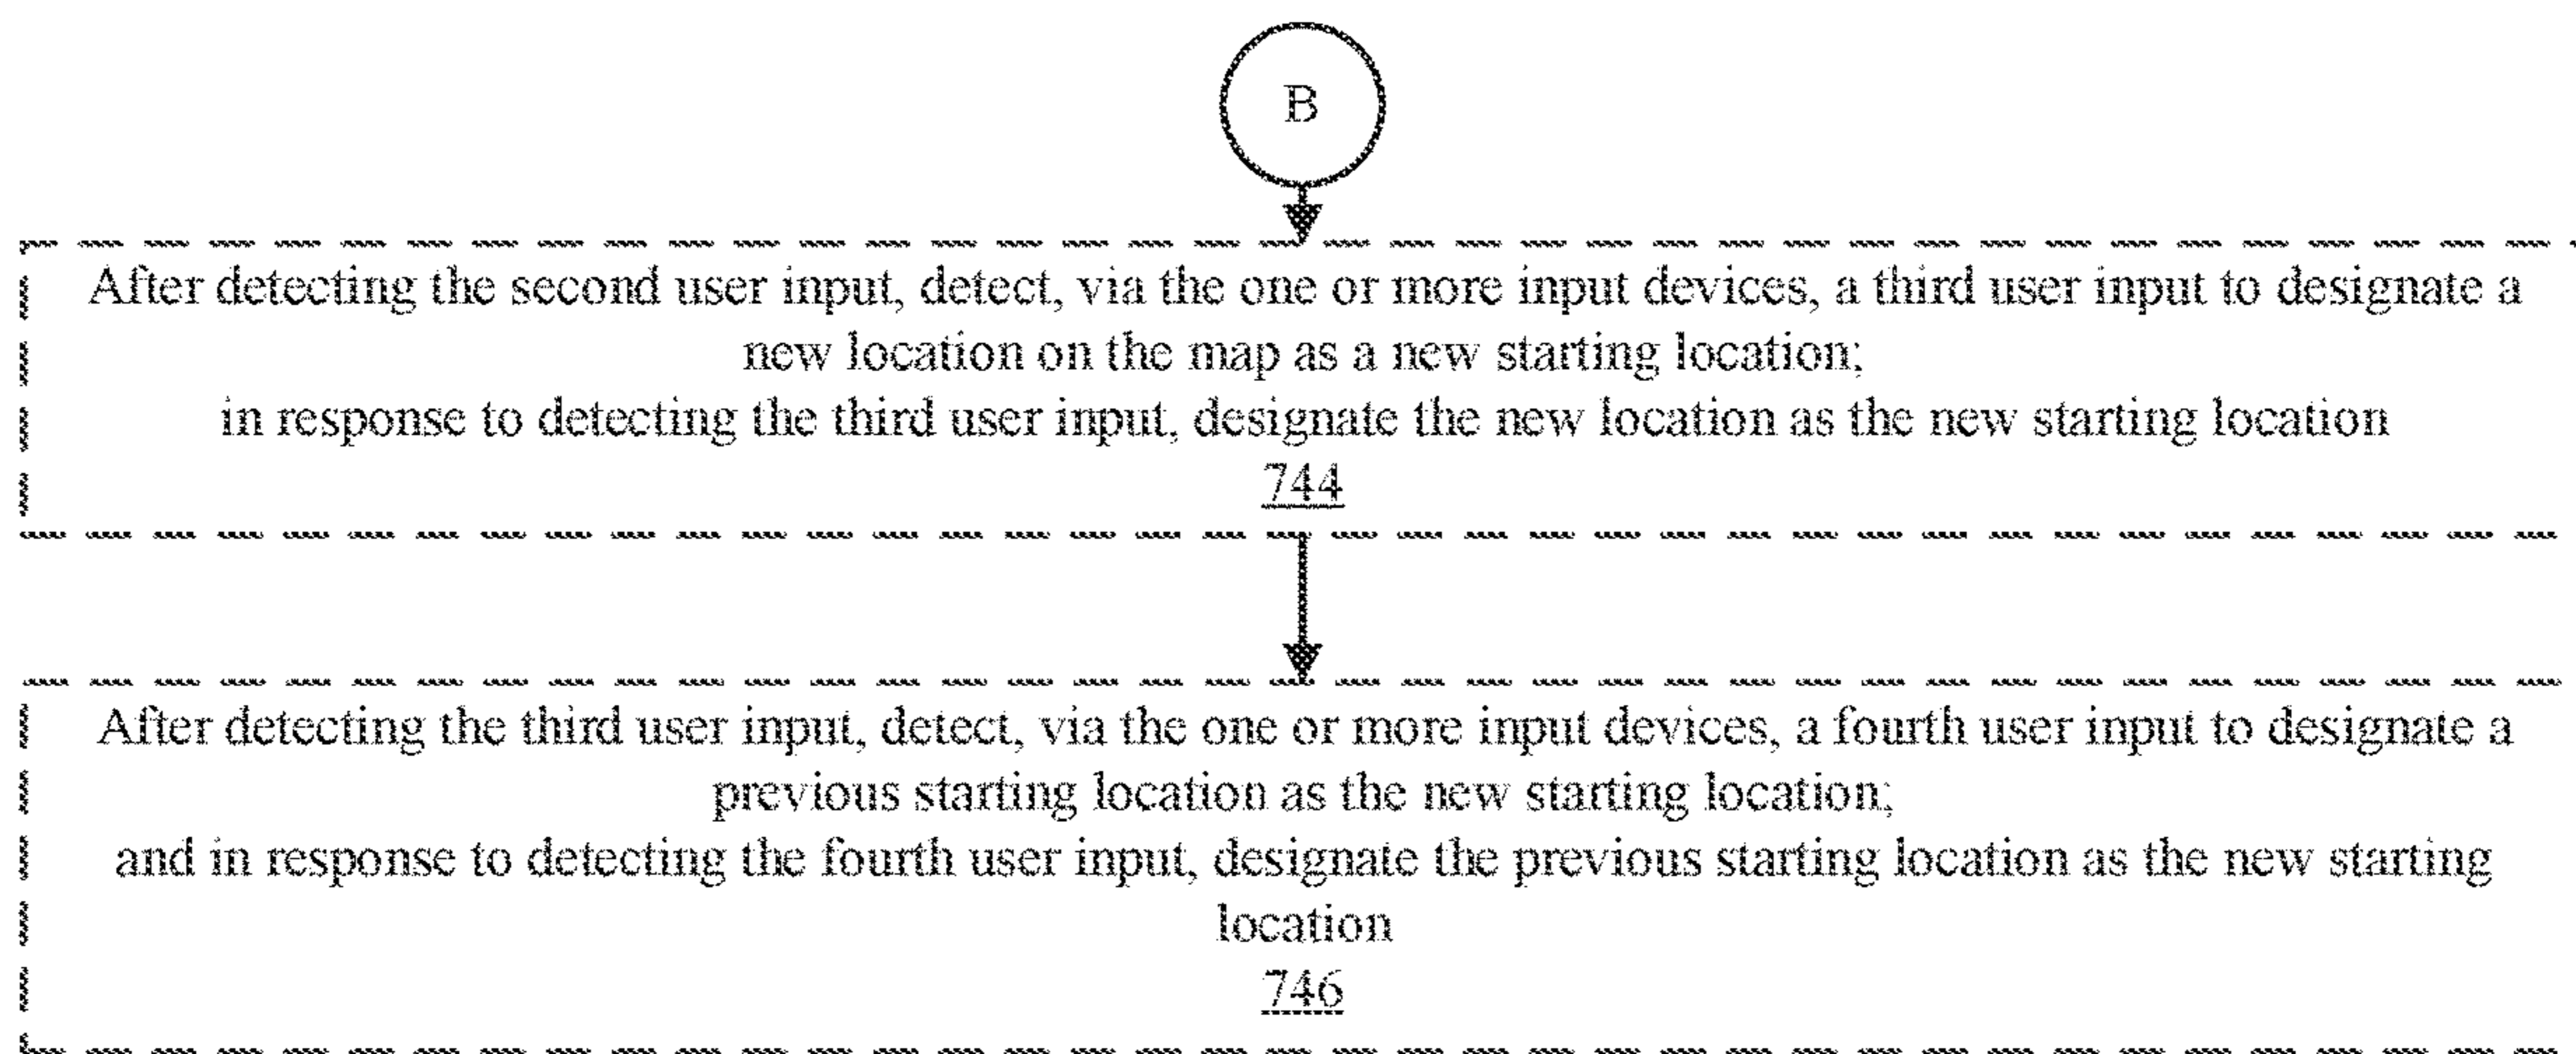 B
After detecting the second user input, detect, via the one or more input devices, a third user input to designate a
new location on the map as a new starting location;
in response to detecting the third user input, designate the new location as the new starting location
744
After detecting the third user input, detect, via the one or more input devices, a fourth user input to designate a
previous starting location as the new starting location;
and in response to detecting the fourth user input, designate the previous starting location as the new starting
location
746